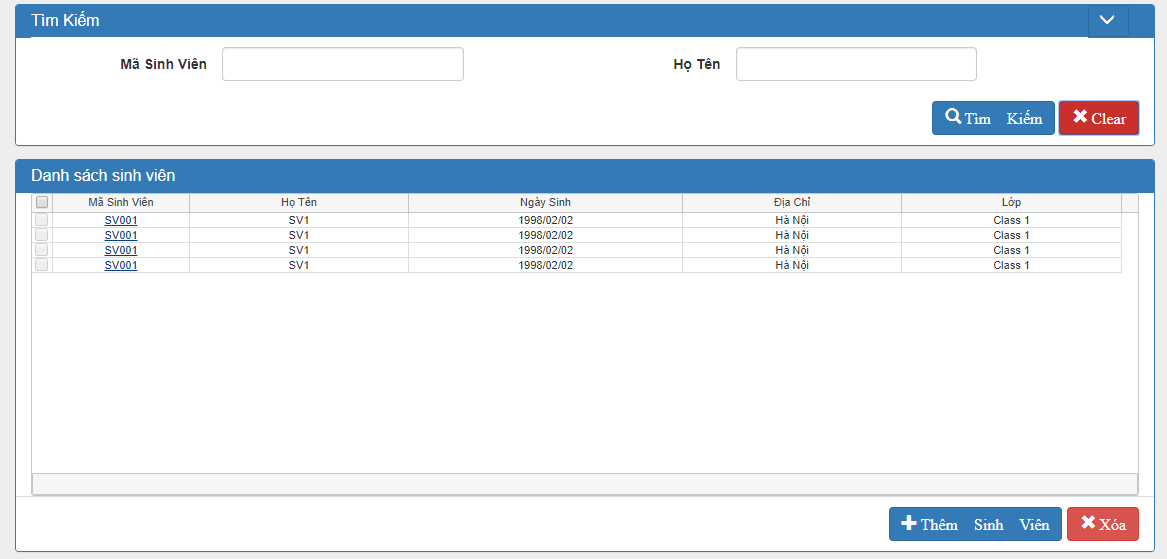 Tìm Kiếm
Mã Sinh Viên Họ Tên
Tìm Kiếm Clear
Danh sách sinh viên
Mã Sinh Viên Họ Tên Ngày Sinh Địa Chỉ Lớp
SV001 SV1 1998/02/02 Hà Nội Class 1
SV001 SV1 1998/02/02 Hà Nội Class 1
SV001 SV1 1998/02/02 Hà Nội Class 1
SV001 SV1 1998/02/02 Hà Nội Class 1
Thêm Sinh Viên Xóa